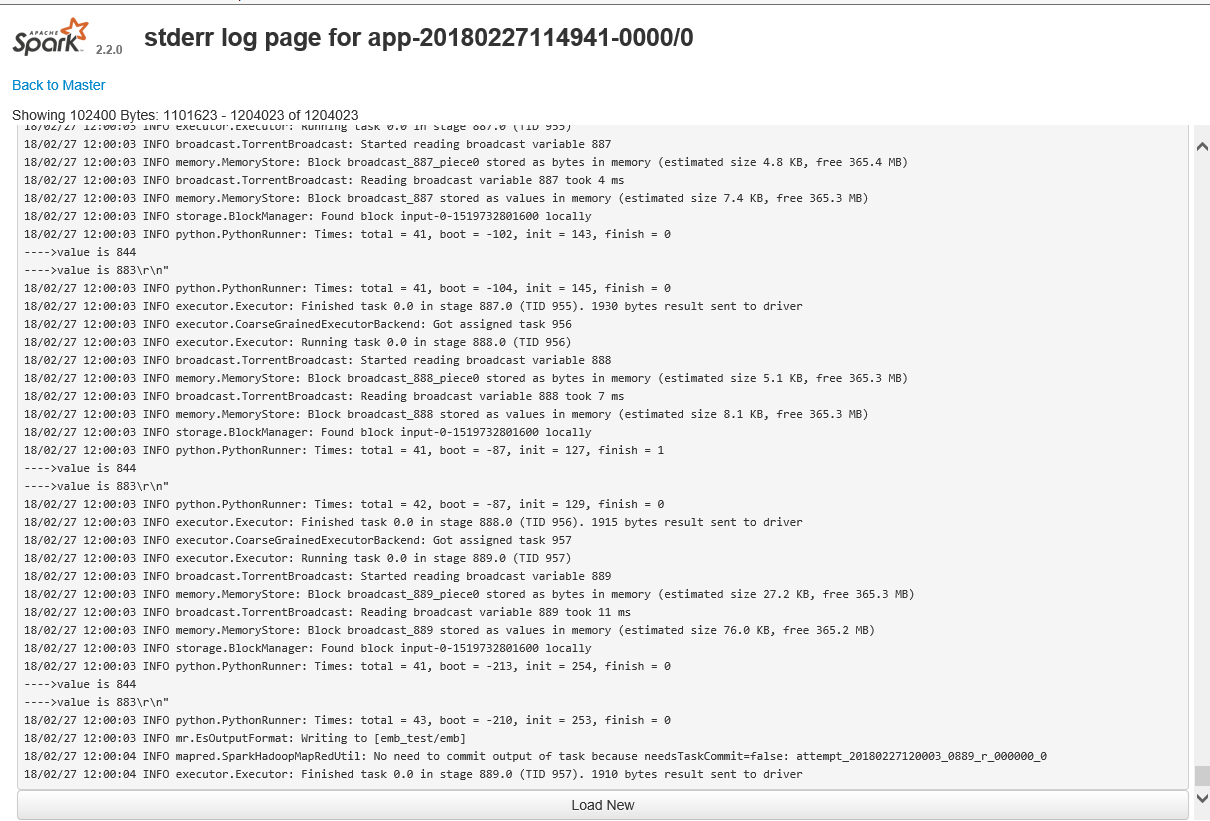 APACHE
Spark 2.2.0
stderr log page for app-20180227114941-0000/0
Back to Master
Showing 102400 Bytes: 1101623 - 1204023 of 1204023
18/02/27 12:00:03 INFO executor.Executor: Running task 0.0 in stage 887.0 (TID 955)
18/02/27 12:00:03 INFO broadcast.TorrentBroadcast: Started reading broadcast variable 887
18/02/27 12:00:03 INFO memory.MemoryStore: Block broadcast_887_piece0 stored as bytes in memory (estimated size 4.8 KB, free 365.4 MB)
18/02/27 12:00:03 INFO broadcast.TorrentBroadcast: Reading broadcast variable 887 took 4 ms
18/02/27 12:00:03 INFO memory.MemoryStore: Block broadcast_887 stored as values in memory (estimated size 7.4 KB, free 365.3 MB)
18/02/27 12:00:03 INFO storage.BlockManager: Found block input-0-1519732801600 locally
18/02/27 12:00:03 INFO python.PythonRunner: Times: total = 41, boot = -102, init = 143, finish = 0
---->value is 844
---->value is 883\r\n"
18/02/27 12:00:03 INFO python.PythonRunner: Times: total = 41, boot = -104, init = 145, finish = 0
18/02/27 12:00:03 INFO executor.Executor: Finished task 0.0 in stage 887.0 (TID 955). 1930 bytes result sent to driver
18/02/27 12:00:03 INFO executor.CoarseGrainedExecutorBackend: Got assigned task 956
18/02/27 12:00:03 INFO executor.Executor: Running task 0.0 in stage 888.0 (TID 956)
18/02/27 12:00:03 INFO broadcast.TorrentBroadcast: Started reading broadcast variable 888
18/02/27 12:00:03 INFO memory.MemoryStore: Block broadcast_888_piece0 stored as bytes in memory (estimated size 5.1 KB, free 365.3 MB)
18/02/27 12:00:03 INFO broadcast.TorrentBroadcast: Reading broadcast variable 888 took 7 ms
18/02/27 12:00:03 INFO memory.MemoryStore: Block broadcast_888 stored as values in memory (estimated size 8.1 KB, free 365.3 MB)
18/02/27 12:00:03 INFO storage.BlockManager: Found block input-0-1519732801600 locally
18/02/27 12:00:03 INFO python.PythonRunner: Times: total = 41, boot = -87, init = 127, finish = 1
---->value is 844
---->value is 883\r\n"
18/02/27 12:00:03 INFO python.PythonRunner: Times: total = 42, boot = -87, init = 129, finish = 0
18/02/27 12:00:03 INFO executor.Executor: Finished task 0.0 in stage 888.0 (TID 956). 1915 bytes result sent to driver
18/02/27 12:00:03 INFO executor.CoarseGrainedExecutorBackend: Got assigned task 957
18/02/27 12:00:03 INFO executor.Executor: Running task 0.0 in stage 889.0 (TID 957)
18/02/27 12:00:03 INFO broadcast.TorrentBroadcast: Started reading broadcast variable 889
18/02/27 12:00:03 INFO memory.MemoryStore: Block broadcast_889_piece0 stored as bytes in memory (estimated size 27.2 KB, free 365.3 MB)
18/02/27 12:00:03 INFO broadcast.TorrentBroadcast: Reading broadcast variable 889 took 11 ms
18/02/27 12:00:03 INFO memory.MemoryStore: Block broadcast_889 stored as values in memory (estimated size 76.0 KB, free 365.2 MB)
18/02/27 12:00:03 INFO storage.BlockManager: Found block input-0-1519732801600 locally
18/02/27 12:00:03 INFO python.PythonRunner: Times: total = 41, boot = -213, init = 254, finish = 0
---->value is 844
---->value is 883\r\n"
18/02/27 12:00:03 INFO python.PythonRunner: Times: total = 43, boot = -210, init = 253, finish = 0
18/02/27 12:00:03 INFO mr.EsOutputFormat: Writing to [emb_test/emb]
18/02/27 12:00:04 INFO mapred.SparkHadoopMapRedUtil: No need to commit output of task because needsTaskCommit=false: attempt_20180227120003_0889_r_000000_0
18/02/27 12:00:04 INFO executor.Executor: Finished task 0.0 in stage 889.0 (TID 957). 1910 bytes result sent to driver
Load New